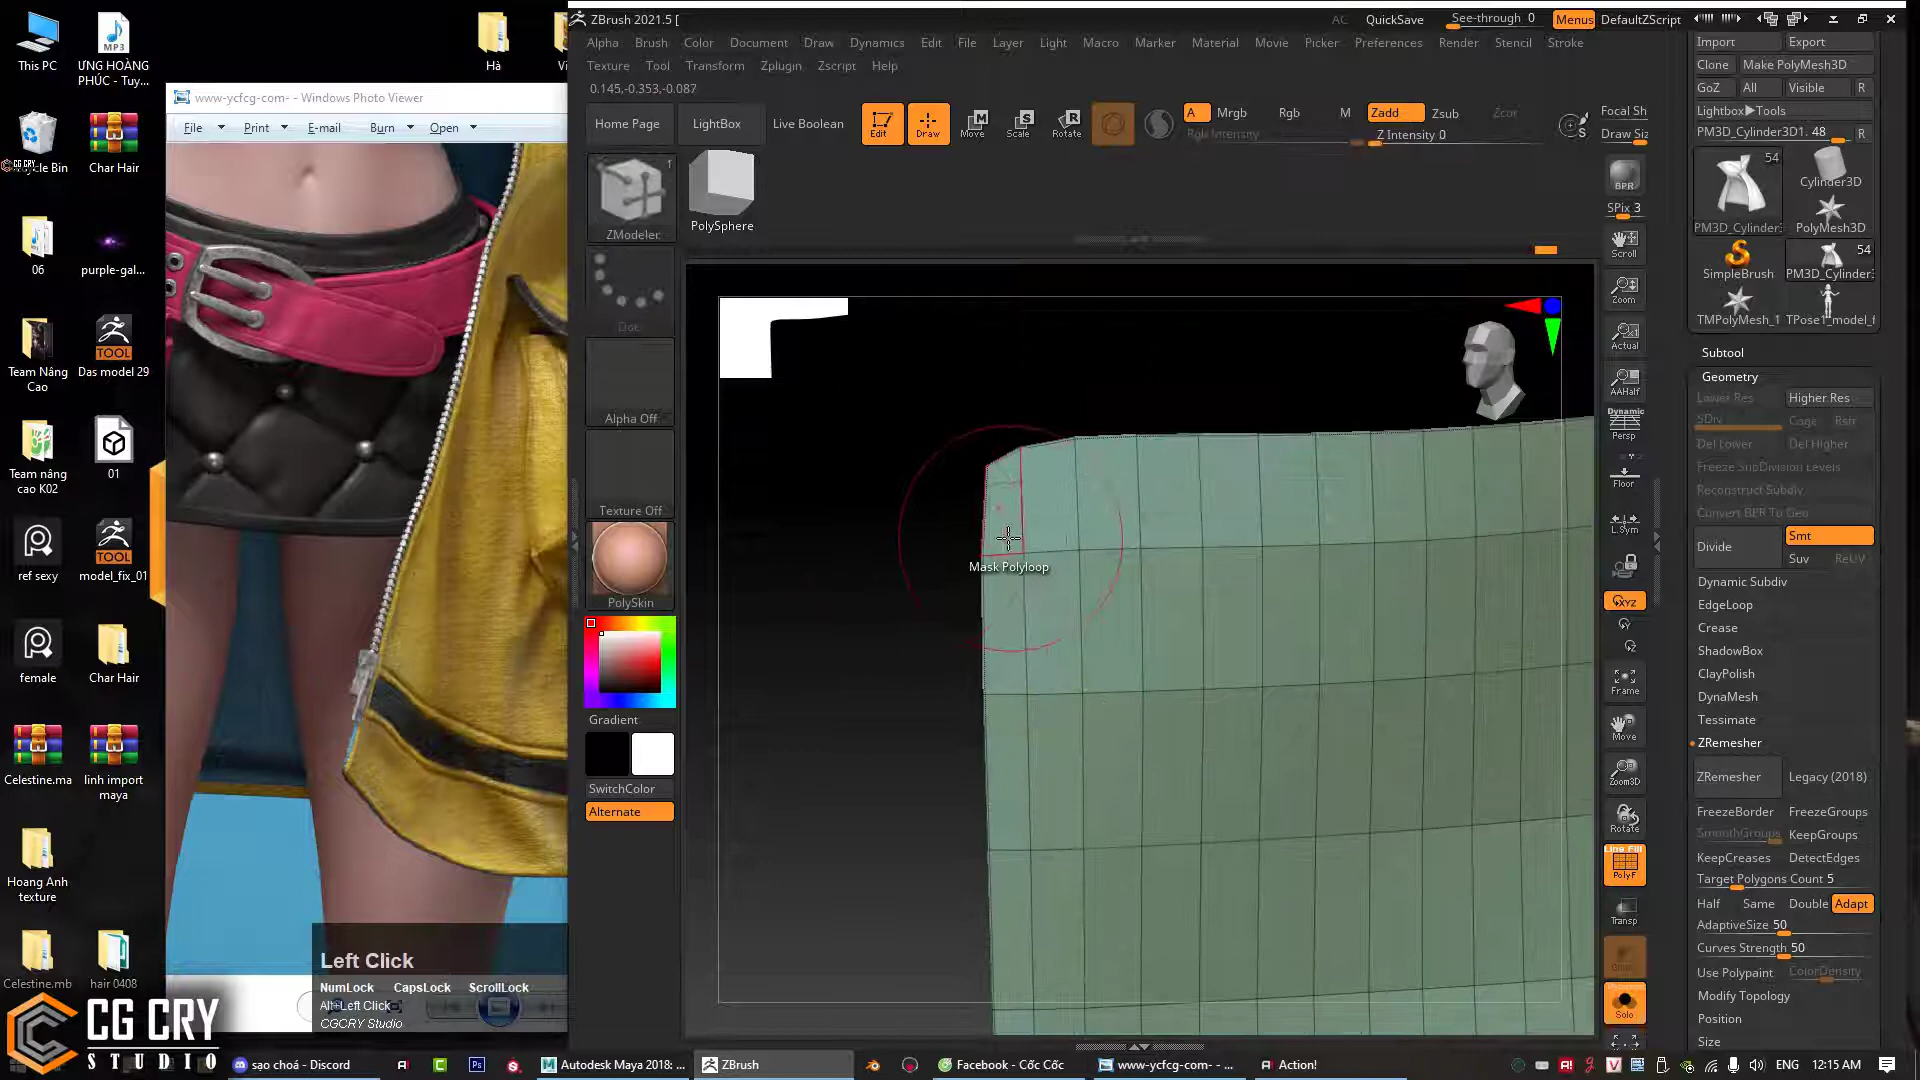 This PC
ƯNG HOÀNG
PHÚC - Tuy...
Char Hair
06
purple-gal...
Team Nâng
Cao
Das model 29
Team nâng
cao K02
01
ref sexy
model_fix_01
female
Char Hair
Celestine.ma
linh import
maya
Hoang Anh
texture
Celestine.mb
hair 0408
Hà
www-ycfcg-com- - Windows Photo Viewer
File
Print
E-mail
Burn
Open
Left Click
NumLock CapsLock ScrollLock
Alt+Left Click
CGCRY Studio
CG CRY
STUDIO
ZBrush 2021.5 [
AC
QuickSave
See-through 0
Menus
DefaultZScript
Alpha Brush Color Document Draw Dynamics Edit File Layer Light Macro Marker Material Movie Picker Preferences Render Stencil Stroke
Texture Tool Transform Zplugin Zscript Help
0.145,-0.353,-0.087
Home Page
LightBox
Live Boolean
Edit
Draw
Move
Scale
Rotate
A
Mrgb
Rgb
M
Zadd
Zsub
Zcor
Rgb Intensity
Z Intensity 0
Focal Sh
Draw Siz
ZModeler
1
PolySphere
Dot
Alpha Off
Texture Off
PolySkin
Gradient
SwitchColor
Alternate
Mask Polyloop
BPR
SPix 3
Scroll
Zoom
Actual
AAHalf
Dynamic
Persp
Floor
L.Sym
XYZ
Frame
Move
Zoom3D
Rotate
Line Fill
PolyF
Transp
Solo
Import
Export
Clone
Make PolyMesh3D
GoZ
All
Visible
R
Lightbox▶Tools
PM3D_Cylinder3D1. 48
R
54
PM3D_Cylinder3
Cylinder3D
PolyMesh3D
SimpleBrush
54
PM3D_Cylinder3
TMPolyMesh_1
TPose1_model_f
Subtool
Geometry
Lower Res
Higher Res
SDiv
Cage
Rstr
Del Lower
Del Higher
Freeze SubDivision Levels
Reconstruct Subdiv
Convert BPR To Geo
Divide
Smt
Suv
ReUV
Dynamic Subdiv
EdgeLoop
Crease
ShadowBox
ClayPolish
DynaMesh
Tessimate
ZRemesher
ZRemesher
Legacy (2018)
FreezeBorder
FreezeGroups
SmoothGroups
KeepGroups
KeepCreases
DetectEdges
Target Polygons Count 5
Half
Same
Double
Adapt
AdaptiveSize 50
Curves Strength 50
Use Polypaint
ColorDensity
Modify Topology
Position
Size
sạo choá - Discord
Autodesk Maya 2018: ...
ZBrush
Facebook - Cốc Cốc
www-ycfcg-com- - ...
Action!
ENG
12:15 AM